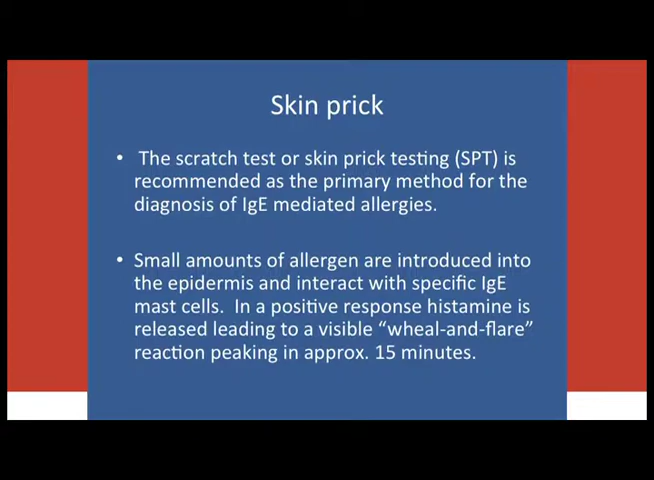 Skin prick
• The scratch test or skin prick testing (SPT) is
recommended as the primary method for the
diagnosis of IgE mediated allergies.
• Small amounts of allergen are introduced into
the epidermis and interact with specific IgE
mast cells. In a positive response histamine is
released leading to a visible “wheal-and-flare”
reaction peaking in approx. 15 minutes.